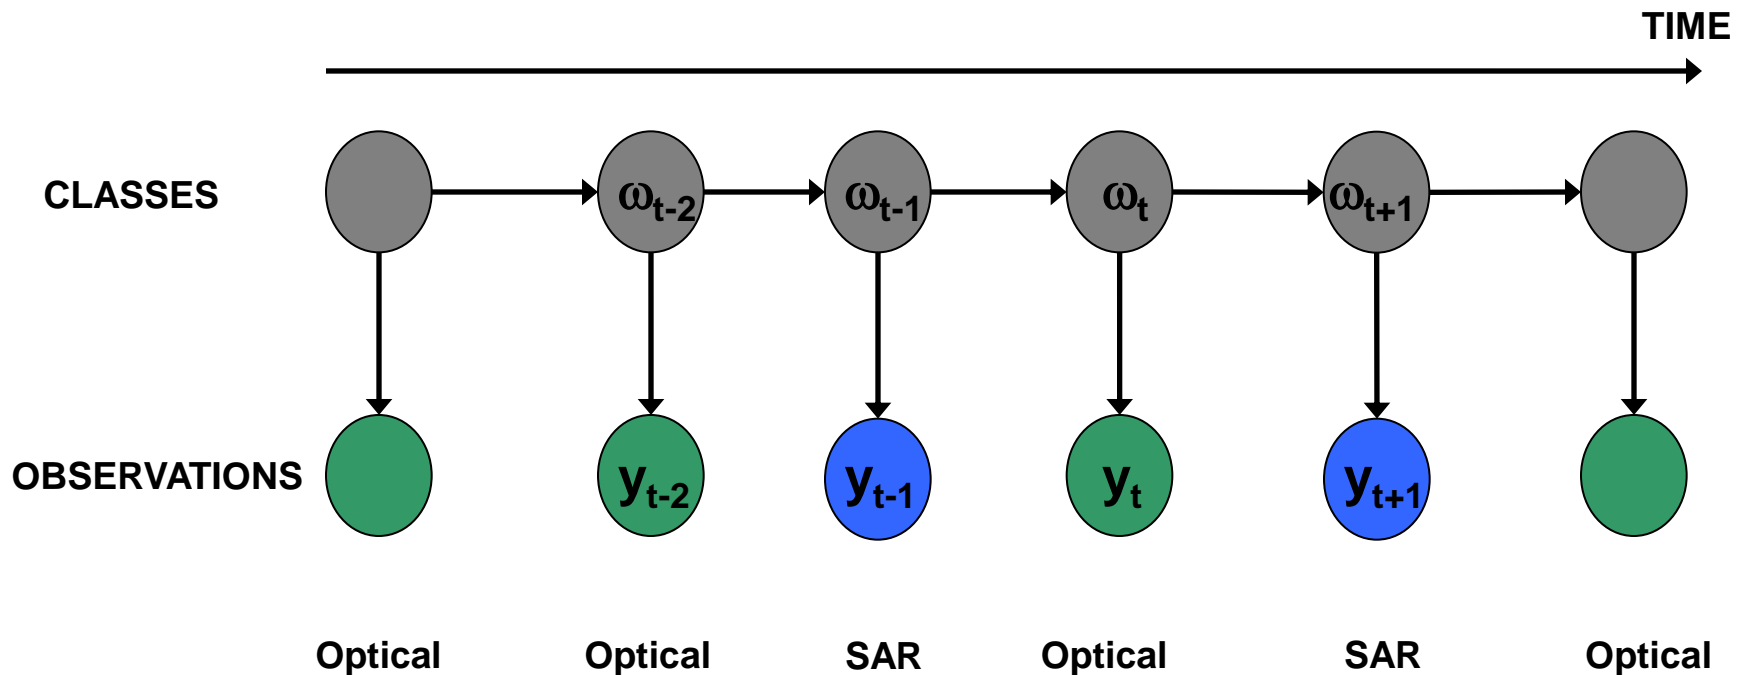 TIME
CLASSES ωt-2 ωt-1 ωt ωt+1
OBSERVATIONS yt-2 yt-1 yt yt+1
Optical Optical SAR Optical SAR Optical